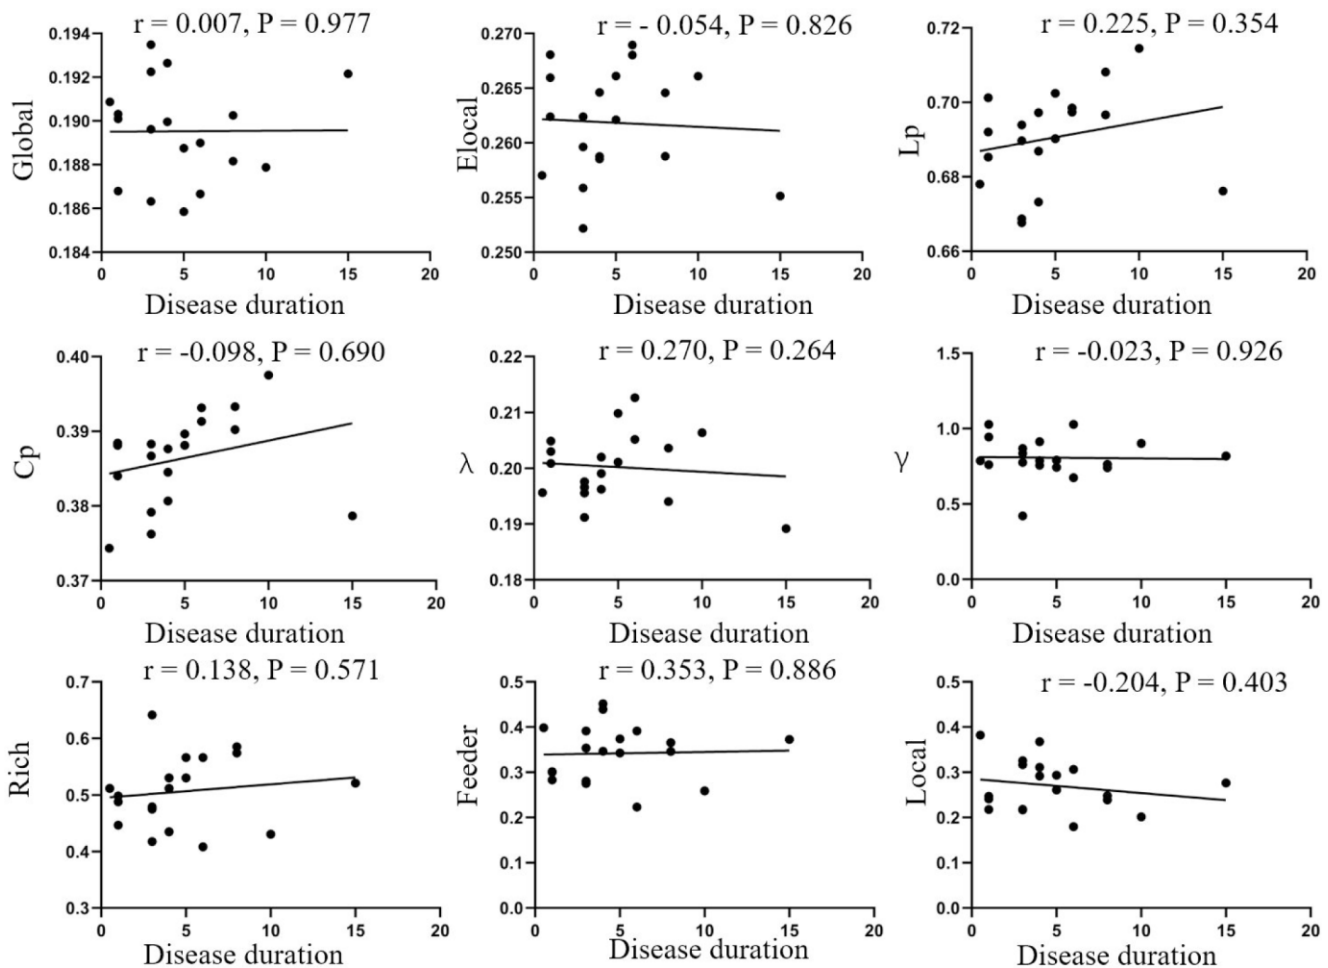 r = 0.007, P = 0.977
0.194
0.192
0.190
0.188
0.186
0.184
Global
0 5 10 15 20
Disease duration
r = - 0.054, P = 0.826
0.270
0.265
0.260
0.255
0.250
Elocal
0 5 10 15 20
Disease duration
r = 0.225, P = 0.354
0.72
0.70
0.68
0.66
Lp
0 5 10 15 20
Disease duration
r = -0.098, P = 0.690
0.40
0.39
0.38
0.37
Cp
0 5 10 15 20
Disease duration
r = 0.270, P = 0.264
0.22
0.21
0.20
0.19
0.18
λ
0 5 10 15 20
Disease duration
r = -0.023, P = 0.926
1.5
1.0
0.5
0.0
γ
0 5 10 15 20
Disease duration
r = 0.138, P = 0.571
0.7
0.6
0.5
0.4
0.3
Rich
0 5 10 15 20
Disease duration
r = 0.353, P = 0.886
0.5
0.4
0.3
0.2
0.1
0.0
Feeder
0 5 10 15 20
Disease duration
r = -0.204, P = 0.403
0.5
0.4
0.3
0.2
0.1
0.0
Local
0 5 10 15 20
Disease duration